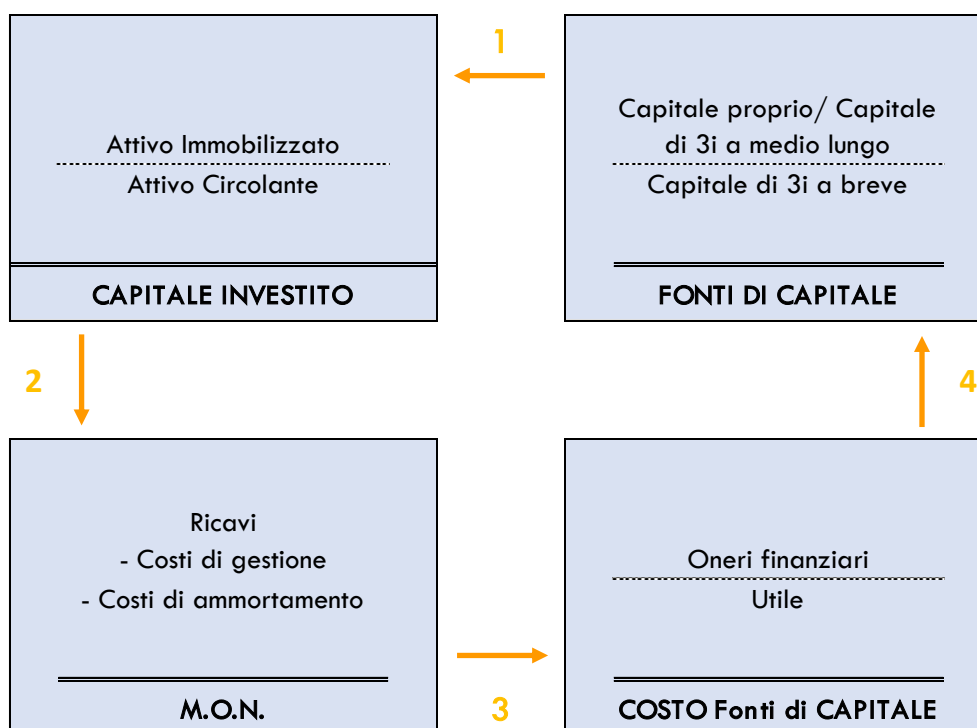 1
Attivo Immobilizzato
Attivo Circolante
CAPITALE INVESTITO
Capitale proprio/ Capitale
di 3i a medio lungo
Capitale di 3i a breve
FONTI DI CAPITALE
2
4
Ricavi
- Costi di gestione
- Costi di ammortamento
M.O.N.
3
Oneri finanziari
Utile
COSTO Fonti di CAPITALE